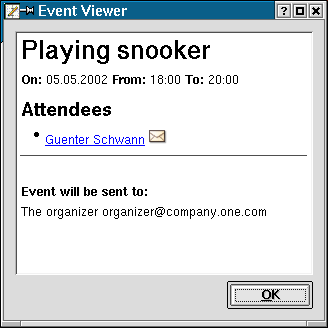 Event Viewer
Playing snooker
On: 05.05.2002 From: 18:00 To: 20:00
Attendees
• Guenter Schwann
Event will be sent to:
The organizer organizer@company.one.com
OK